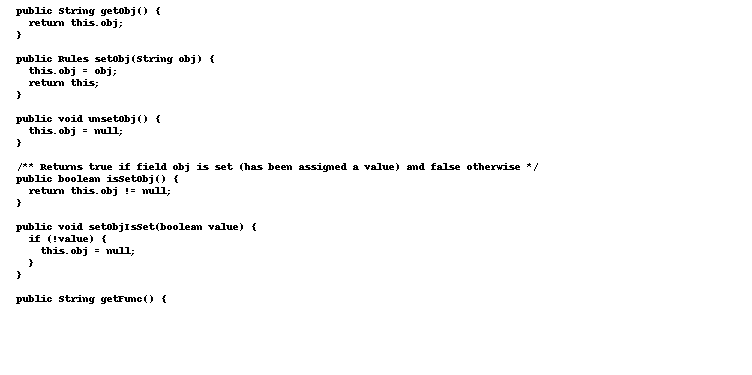 public String getObj() {
return this.obj;
}
public Rules setObj(String obj) {
this.obj = obj;
return this;
}
public void unsetObj() {
this.obj = null;
}
/** Returns true if field obj is set (has been assigned a value) and false otherwise */
public boolean isSetObj() {
return this.obj != null;
}
public void setObjIsSet(boolean value) {
if (!value) {
this.obj = null;
}
}
public String getFunc() {